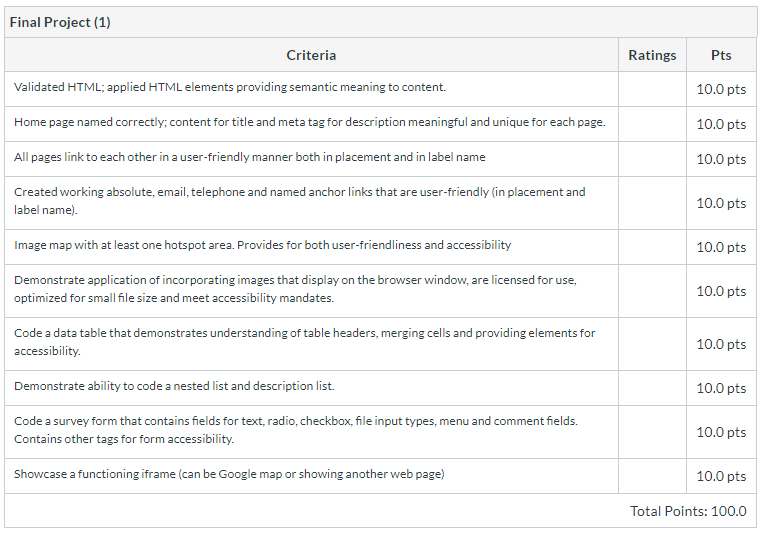 Final Project (1)
Criteria Ratings Pts
Validated HTML; applied HTML elements providing semantic meaning to content. 10.0 pts
Home page named correctly; content for title and meta tag for description meaningful and unique for each page. 10.0 pts
All pages link to each other in a user-friendly manner both in placement and in label name 10.0 pts
Created working absolute, email, telephone and named anchor links that are user-friendly (in placement and
label name). 10.0 pts
Image map with at least one hotspot area. Provides for both user-friendliness and accessibility 10.0 pts
Demonstrate application of incorporating images that display on the browser window, are licensed for use,
optimized for small file size and meet accessibility mandates. 10.0 pts
Code a data table that demonstrates understanding of table headers, merging cells and providing elements for
accessibility. 10.0 pts
Demonstrate ability to code a nested list and description list. 10.0 pts
Code a survey form that contains fields for text, radio, checkbox, file input types, menu and comment fields.
Contains other tags for form accessibility. 10.0 pts
Showcase a functioning iframe (can be Google map or showing another web page) 10.0 pts
Total Points: 100.0